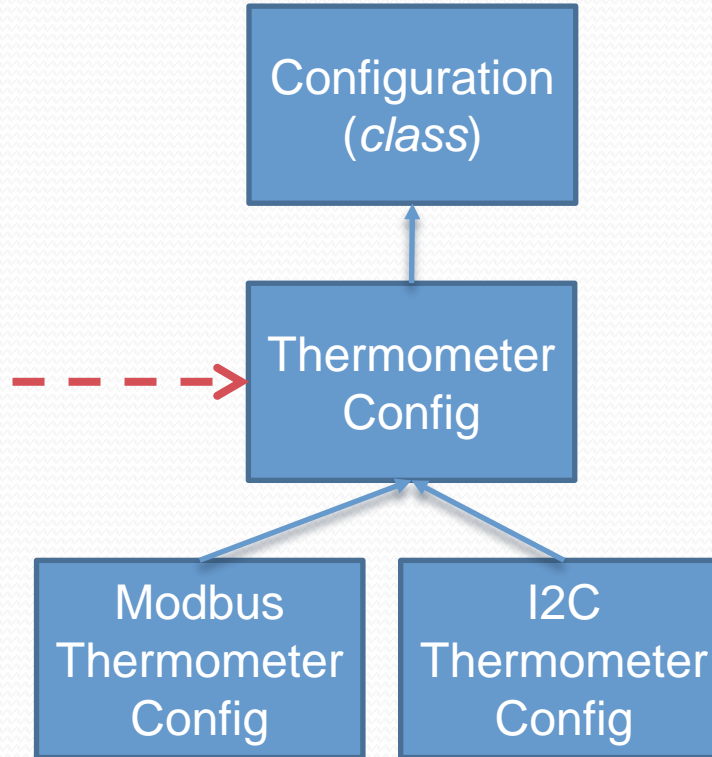 Configuration
(class)
Thermometer
Config
Modbus
Thermometer
Config
I2C
Thermometer
Config